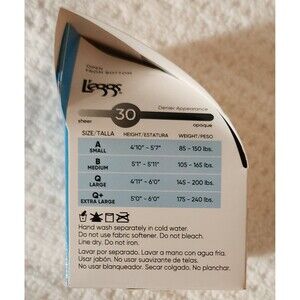 OPEN
FROM BOTTOM
L'eggs
Denier Appearance
30
sheer
opaque
SIZE/TALLA HEIGHT/ESTATURA WEIGHT/PESO
A
SMALL
4'10" - 5'7" 85 - 150 lbs.
B
MEDIUM
5'1" - 5'11" 105 - 165 lbs.
Q
LARGE
4'11" - 6'0" 145 - 200 lbs.
Q+
EXTRA LARGE
5'0" - 6'0" 175 - 240 lbs.
Hand wash separately in cold water.
Do not use fabric softener. Do not bleach.
Line dry. Do not iron.
Lavar por separado. Lavar a mano con agua fría.
Usar jabón. No usar suavizante de telas.
No usar blanqueador. Secar colgado. No planchar.